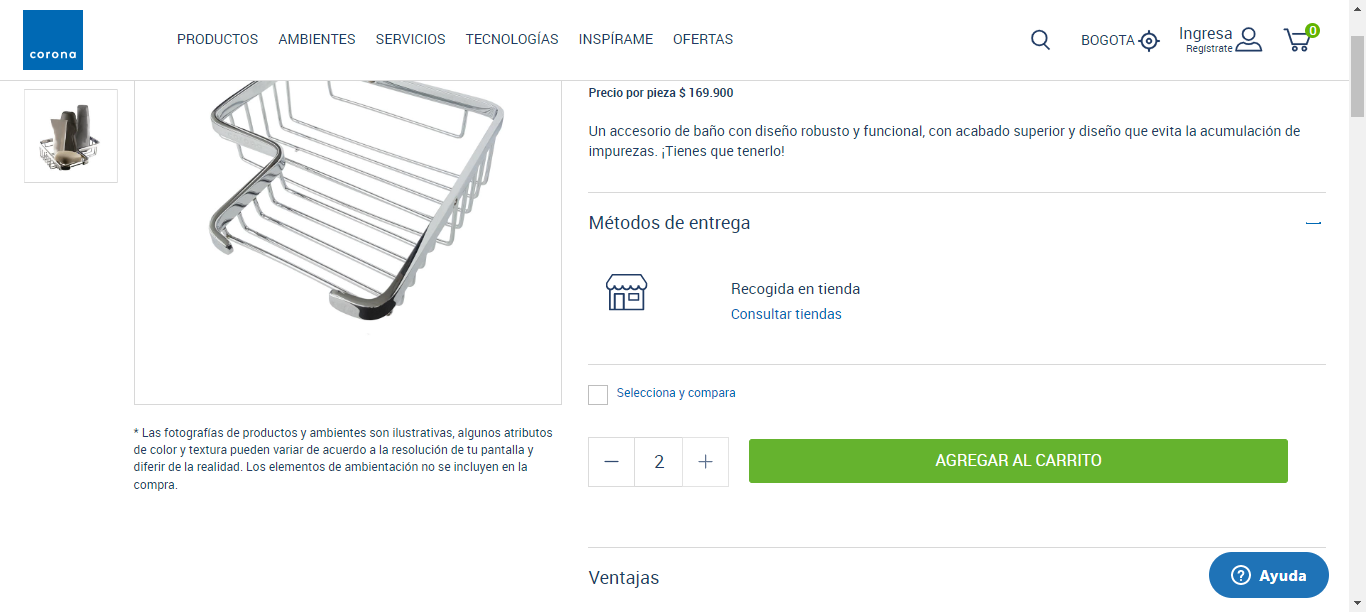 corona
PRODUCTOS AMBIENTES SERVICIOS TECNOLOGÍAS INSPÍRAME OFERTAS
BOGOTA
Ingresa
Regístrate
0
Precio por pieza $ 169.900
Un accesorio de baño con diseño robusto y funcional, con acabado superior y diseño que evita la acumulación de
impurezas. ¡Tienes que tenerlo!
Métodos de entrega
Recogida en tienda
Consultar tiendas
Selecciona y compara
2
AGREGAR AL CARRITO
* Las fotografías de productos y ambientes son ilustrativas, algunos atributos
de color y textura pueden variar de acuerdo a la resolución de tu pantalla y
diferir de la realidad. Los elementos de ambientación no se incluyen en la
compra.
Ventajas
Ayuda